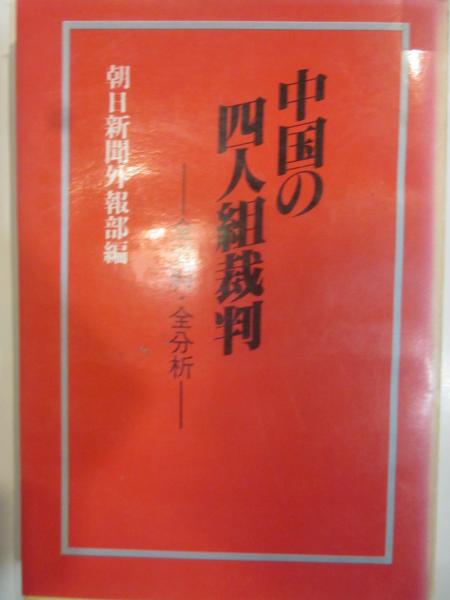 中国の
四人組裁判
・全分析
朝日新聞外報部編